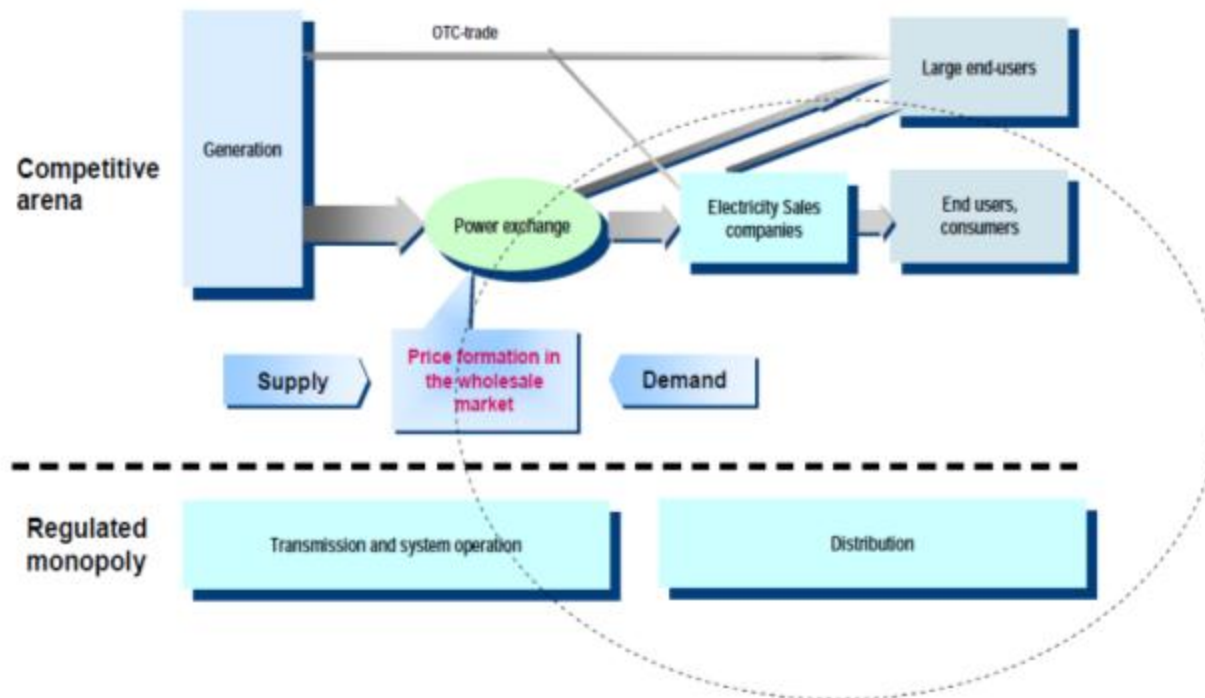 OTC-trade
Large end-users
Generation
Competitive
arena
Power exchange
Electricity Sales
companies
End users,
consumers
Supply
Price formation in
the wholesale
market
Demand
Regulated
monopoly
Transmission and system operation
Distribution